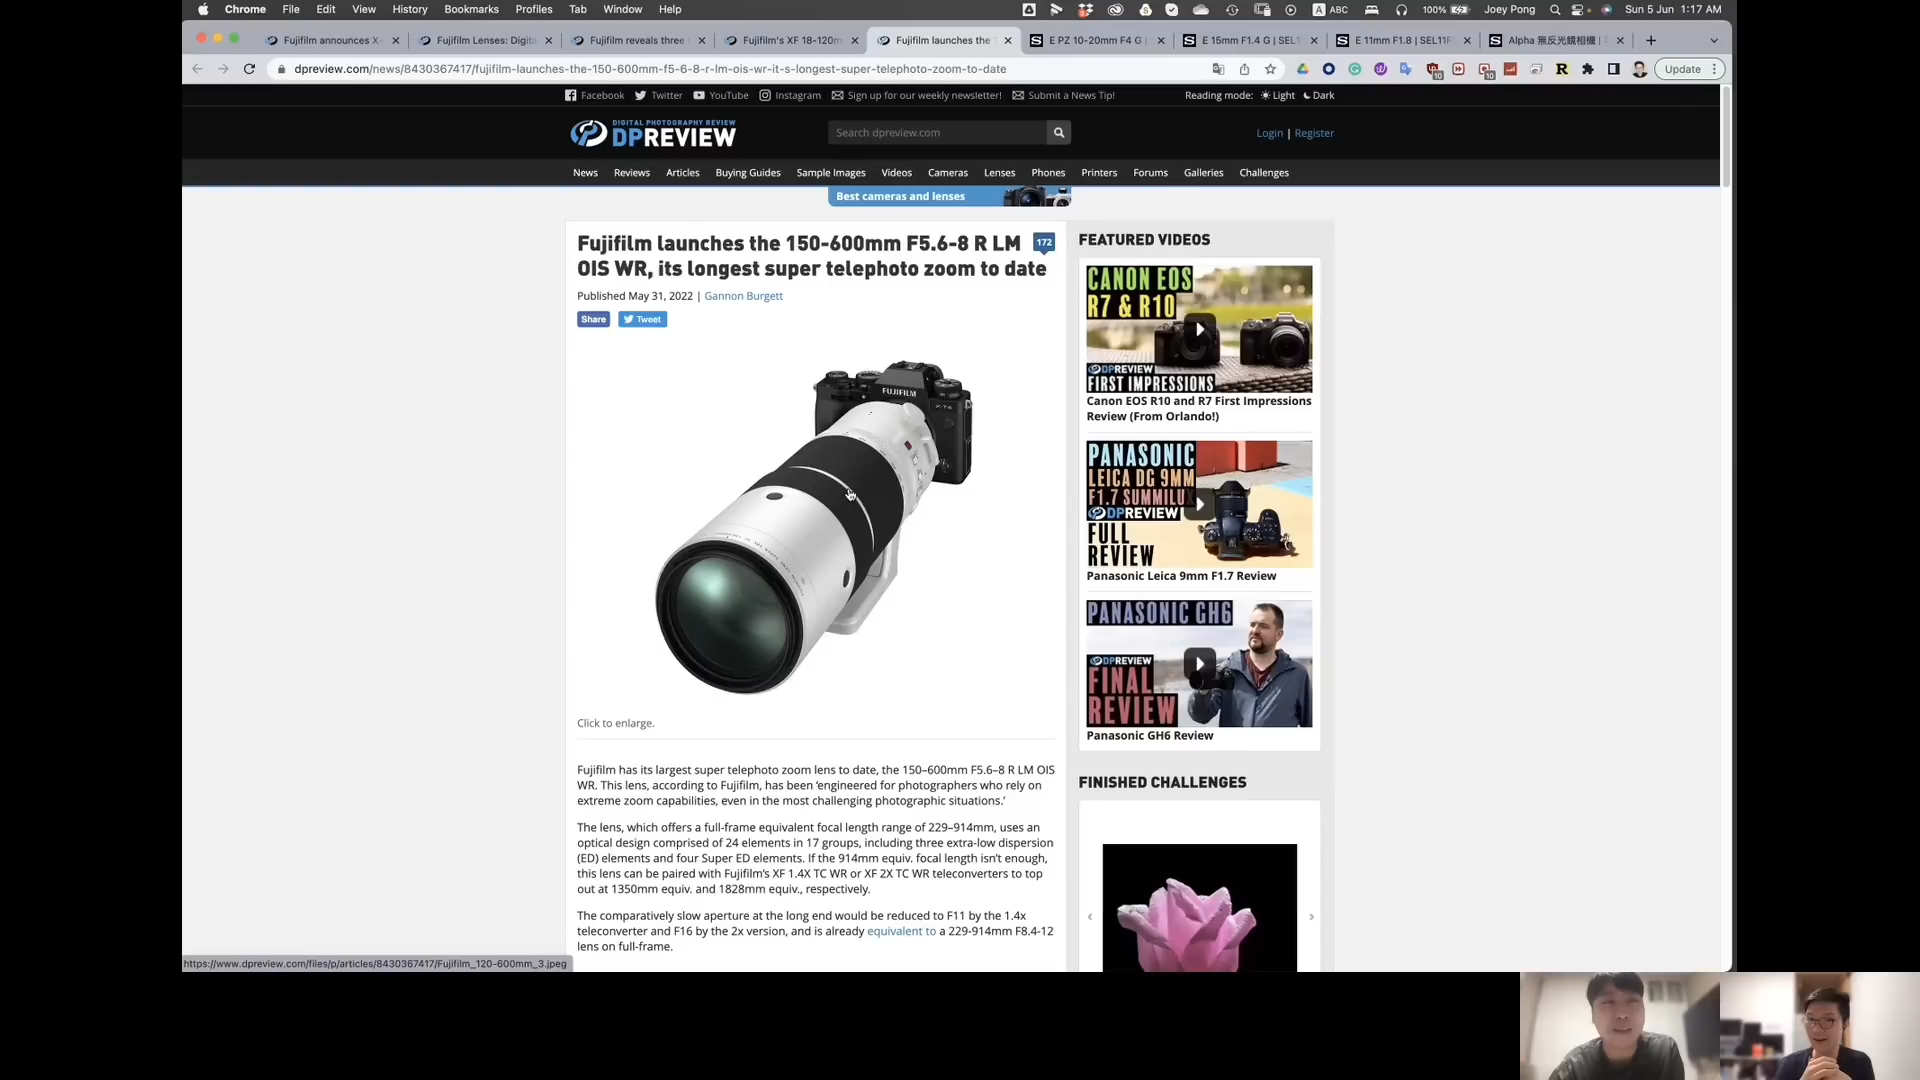 Chrome File Edit View History Bookmarks Profiles Tab Window Help
ABC 100% Joey Pong Sun 5 Jun 1:17 AM
Fujifilm announces X-
Fujifilm Lenses: Digita
Fujifilm reveals three
Fujifilm's XF 18-120m
Fujifilm launches the
E PZ 10-20mm F4 G
E 15mm F1.4 G | SEL1
E 11mm F1.8 | SEL11F
Alpha 無反光鏡相機 |
dpreview.com/news/8430367417/fujifilm-launches-the-150-600mm-f5-6-8-r-lm-ois-wr-it-s-longest-super-telephoto-zoom-to-date
Update
Facebook Twitter YouTube Instagram Sign up for our weekly newsletter! Submit a News Tip!
Reading mode: Light Dark
DIGITAL PHOTOGRAPHY REVIEW
DPREVIEW
Search dpreview.com
Login | Register
News Reviews Articles Buying Guides Sample Images Videos Cameras Lenses Phones Printers Forums Galleries Challenges
Best cameras and lenses
Fujifilm launches the 150-600mm F5.6-8 R LM
OIS WR, its longest super telephoto zoom to date
172
Published May 31, 2022 | Gannon Burgett
Share Tweet
FUJIFILM
X-T4
Click to enlarge.
Fujifilm has its largest super telephoto zoom lens to date, the 150–600mm F5.6–8 R LM OIS
WR. This lens, according to Fujifilm, has been ‘engineered for photographers who rely on
extreme zoom capabilities, even in the most challenging photographic situations.’
The lens, which offers a full-frame equivalent focal length range of 229–914mm, uses an
optical design comprised of 24 elements in 17 groups, including three extra-low dispersion
(ED) elements and four Super ED elements. If the 914mm equiv. focal length isn’t enough,
this lens can be paired with Fujifilm’s XF 1.4X TC WR or XF 2X TC WR teleconverters to top
out at 1350mm equiv. and 1828mm equiv., respectively.
The comparatively slow aperture at the long end would be reduced to F11 by the 1.4x
teleconverter and F16 by the 2x version, and is already equivalent to a 229-914mm F8.4-12
lens on full-frame.
FEATURED VIDEOS
CANON EOS
R7 & R10
DPREVIEW
FIRST IMPRESSIONS
Canon EOS R10 and R7 First Impressions
Review (From Orlando!)
PANASONIC
LEICA DG 9MM
F1.7 SUMMILU
DPREVIEW
FULL
REVIEW
Panasonic Leica 9mm F1.7 Review
PANASONIC GH6
DPREVIEW
FINAL
REVIEW
Panasonic GH6 Review
FINISHED CHALLENGES
https://www.dpreview.com/files/p/articles/8430367417/Fujifilm_120-600mm_3.jpeg